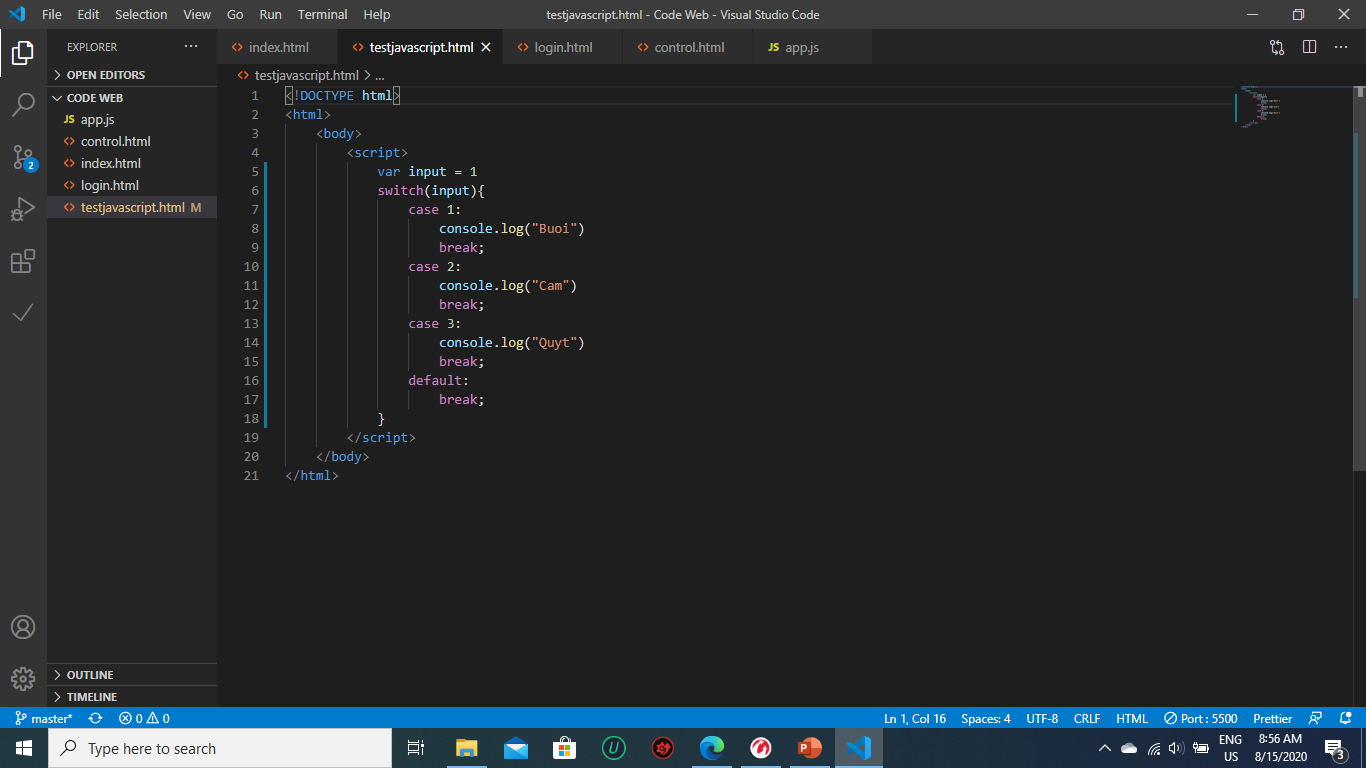 File Edit Selection View Go Run Terminal Help
testjavascript.html - Code Web - Visual Studio Code
EXPLORER
OPEN EDITORS
CODE WEB
JS app.js
control.html
index.html
login.html
testjavascript.html M
2
OUTLINE
TIMELINE
index.html testjavascript.html login.html control.html JS app.js
testjavascript.html > ...
1 <!DOCTYPE html>
2 <html>
3 <body>
4 <script>
5 var input = 1
6 switch(input){
7 case 1:
8 console.log("Buoi")
9 break;
10 case 2:
11 console.log("Cam")
12 break;
13 case 3:
14 console.log("Quyt")
15 break;
16 default:
17 break;
18 }
19 </script>
20 </body>
21 </html>
master* 0 0 Ln 1, Col 16 Spaces: 4 UTF-8 CRLF HTML Port : 5500 Prettier
Type here to search
U
P
ENG
US
8:56 AM
8/15/2020
3